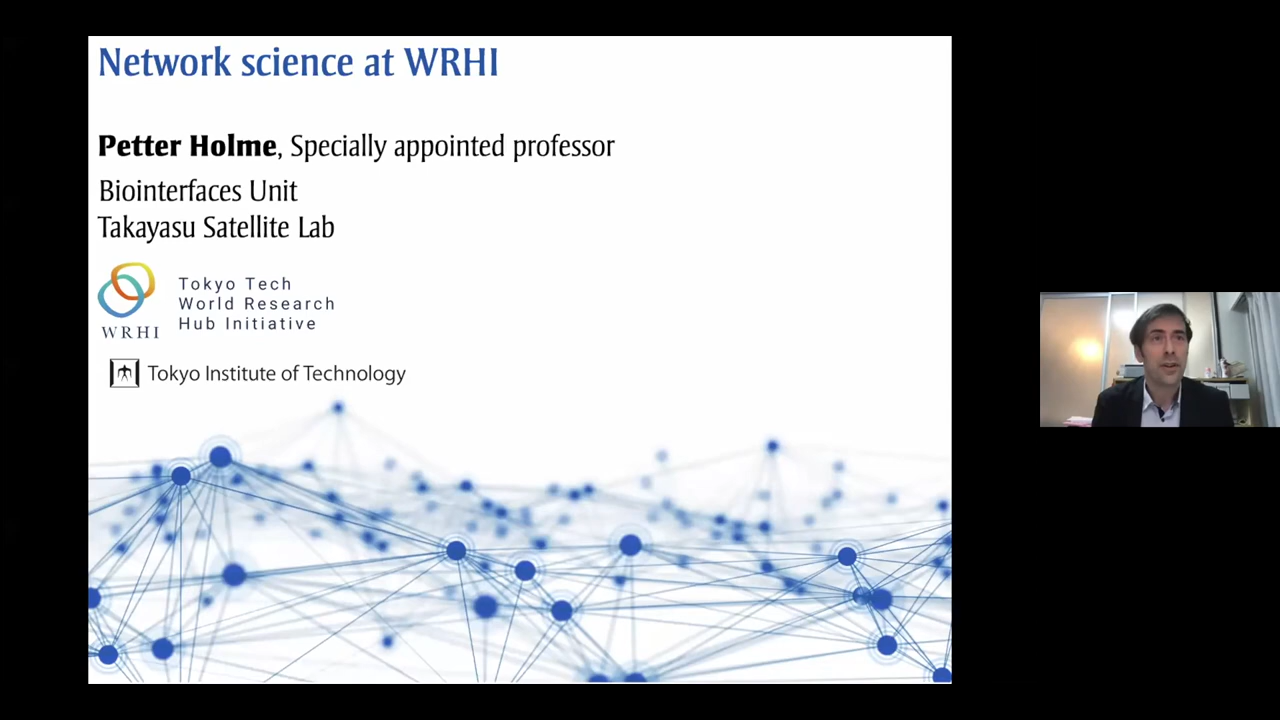 Network science at WRHI
Petter Holme, Specially appointed professor
Biointerfaces Unit
Takayasu Satellite Lab
WRHI
Tokyo Tech
World Research
Hub Initiative
Tokyo Institute of Technology